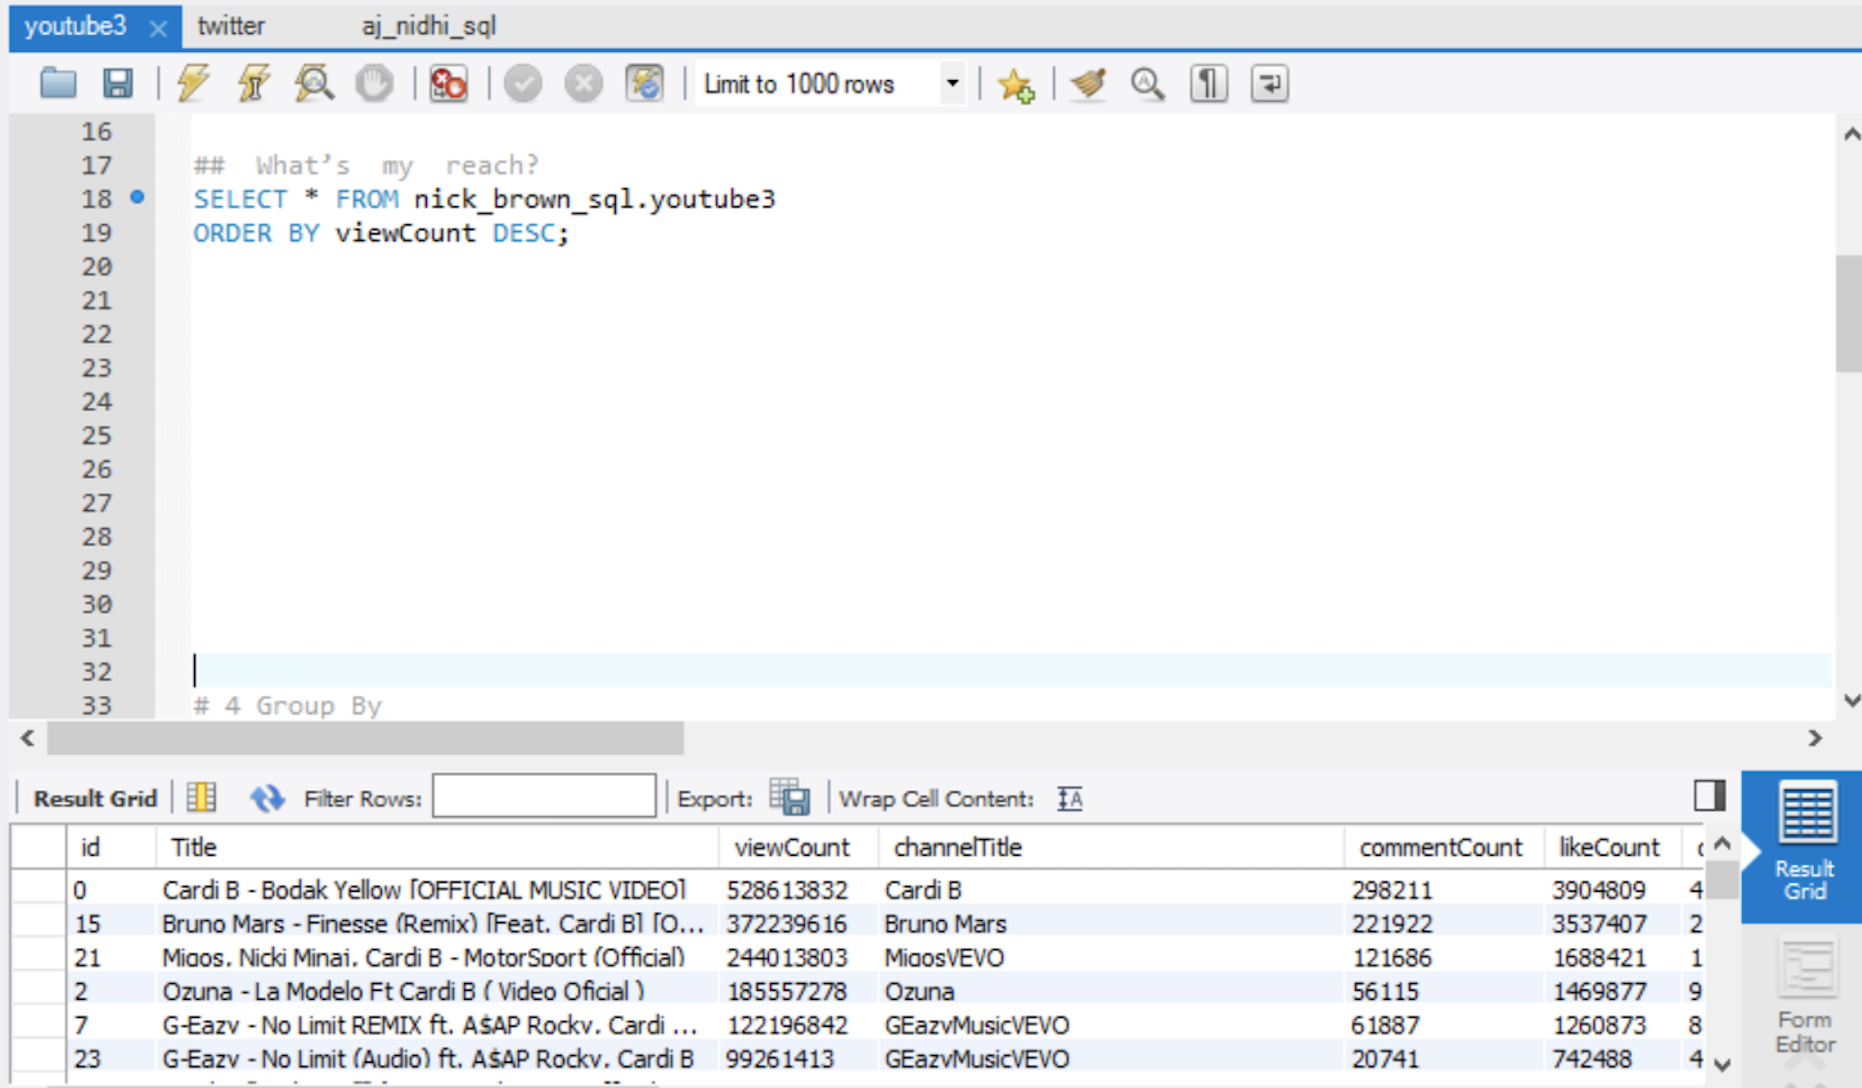 youtube3 twitter aj_nidhi_sql
Limit to 1000 rows
16
17 ## What's my reach?
18 SELECT * FROM nick_brown_sql.youtube3
19 ORDER BY viewCount DESC;
20
21
22
23
24
25
26
27
28
29
30
31
32
33 # 4 Group By
Result Grid Filter Rows: Export: Wrap Cell Content:
id Title viewCount channelTitle commentCount likeCount
0 Cardi B - Bodak Yellow [OFFICIAL MUSIC VIDEO] 528613832 Cardi B 298211 3904809 4
15 Bruno Mars - Finesse (Remix) [Feat. Cardi B] [O... 372239616 Bruno Mars 221922 3537407 2
21 Migos, Nicki Minaj, Cardi B - MotorSport (Official) 244013803 MigosVEVO 121686 1688421 1
2 Ozuna - La Modelo Ft Cardi B ( Video Oficial ) 185557278 Ozuna 56115 1469877 9
7 G-Eazy - No Limit REMIX ft. A$AP Rocky, Cardi ... 122196842 GEazyMusicVEVO 61887 1260873 8
23 G-Eazy - No Limit (Audio) ft. A$AP Rocky, Cardi B 99261413 GEazyMusicVEVO 20741 742488 4
Result
Grid
Form
Editor